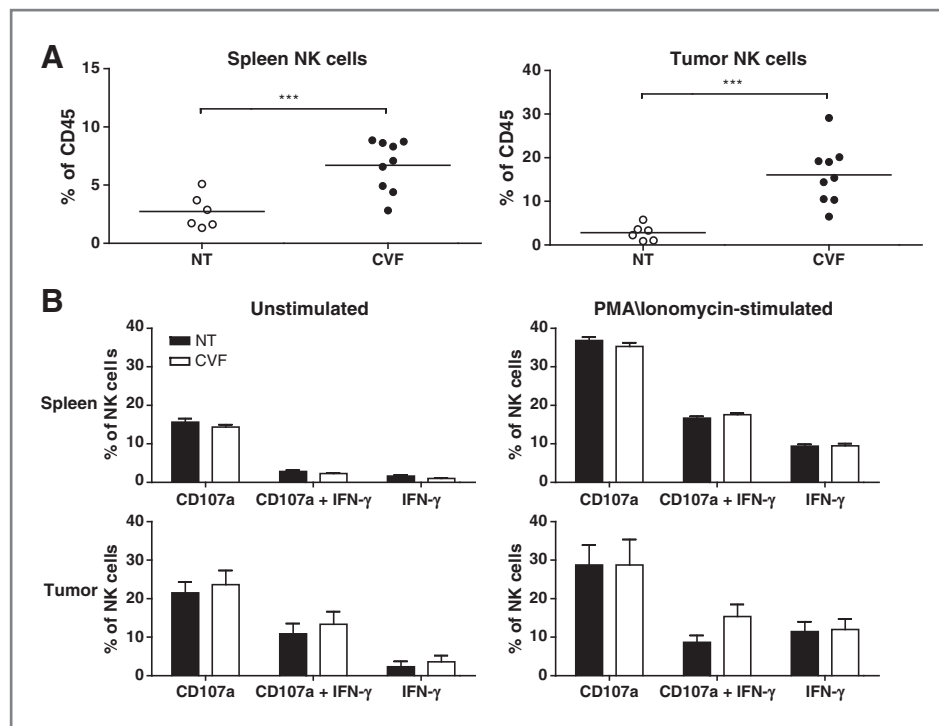 A
Spleen NK cells
% of CD45
15
10
5
0
***
NT
CVF
Tumor NK cells
% of CD45
40
30
20
10
0
***
NT
CVF
B
Unstimulated
PMA\Ionomycin-stimulated
Spleen
% of NK cells
40
30
20
10
0
NT
CVF
CD107a
CD107a + IFN-γ
IFN-γ
% of NK cells
40
30
20
10
0
CD107a
CD107a + IFN-γ
IFN-γ
Tumor
% of NK cells
40
30
20
10
0
CD107a
CD107a + IFN-γ
IFN-γ
% of NK cells
40
30
20
10
0
CD107a
CD107a + IFN-γ
IFN-γ